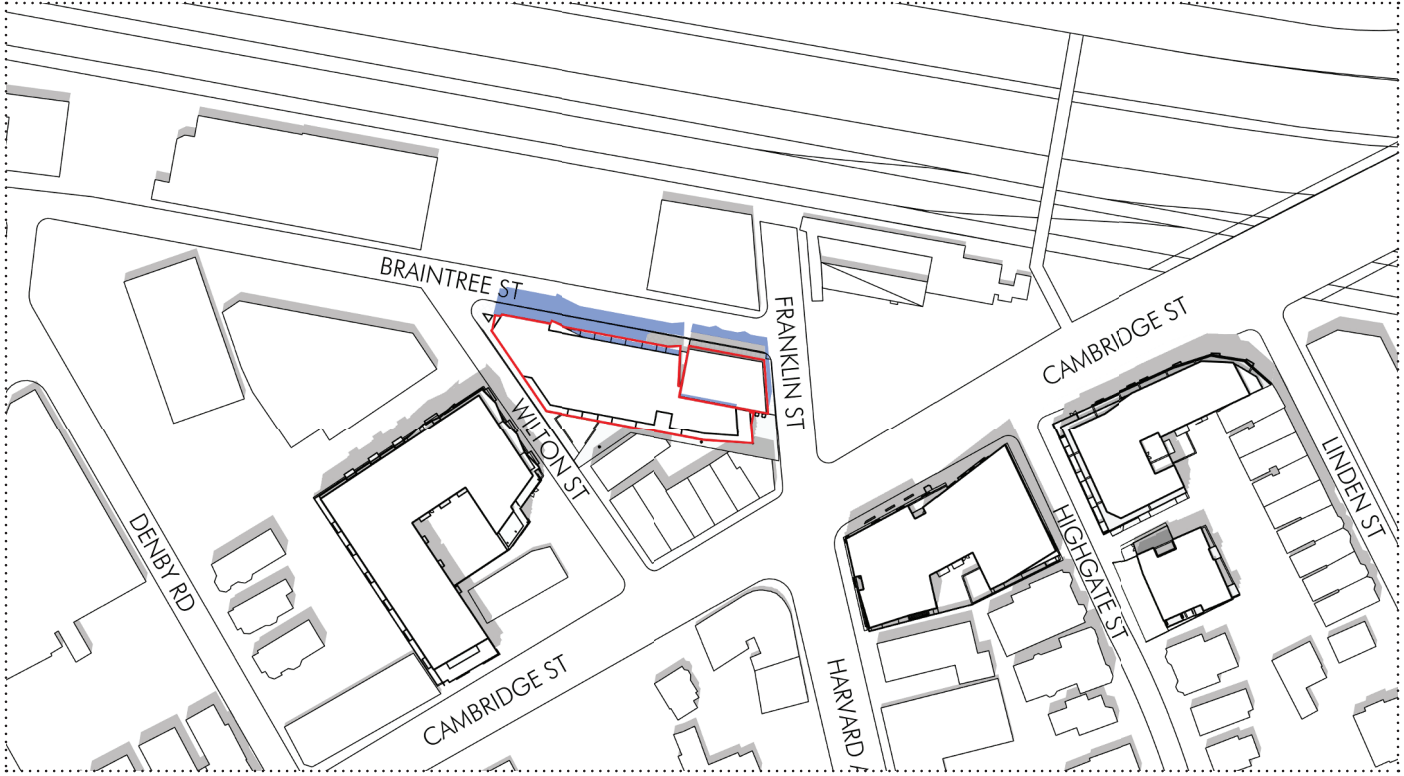 BRAINTREE ST
FRANKLIN ST
CAMBRIDGE ST
WILTON ST
LINDEN ST
DENBY RD
HIGHGATE ST
CAMBRIDGE ST
HARVARD A